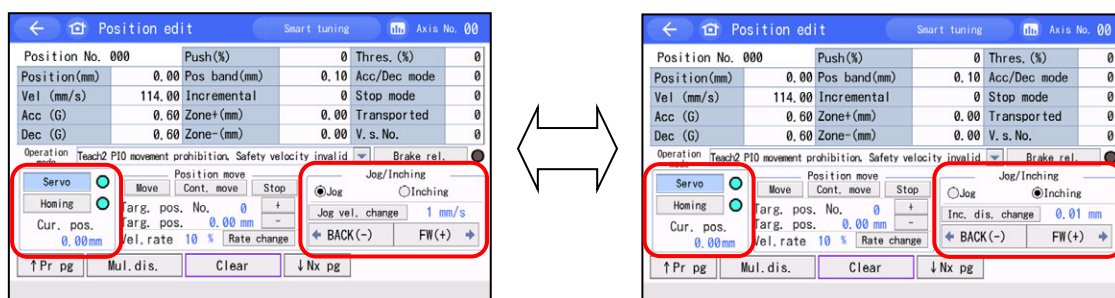 Position edit Smart tuning Axis No. 00
Position No. 000 Push(%) 0 Thres. (%) 0
Position(mm) 0.00 Pos band(mm) 0.10 Acc/Dec mode 0
Vel (mm/s) 114.00 Incremental 0 Stop mode 0
Acc (G) 0.60 Zone+(mm) 0.00 Transported 0
Dec (G) 0.60 Zone-(mm) 0.00 V.s.No. 0
Operation mode Teach2 PIO movement prohibition, Safety velocity invalid Brake rel.
Servo Position move Jog/Inching
Move Cont. move Stop Jog Inching
Homing Targ. pos. No. 0 + Jog vel. change 1 mm/s
Cur. pos. Targ. pos. 0.00 mm -
0.00mm Vel.rate 10 % Rate change BACK(-) FW(+)
↑Pr pg Mul.dis. Clear ↓Nx pg
Position edit Smart tuning Axis No. 00
Position No. 000 Push(%) 0 Thres. (%) 0
Position(mm) 0.00 Pos band(mm) 0.10 Acc/Dec mode 0
Vel (mm/s) 114.00 Incremental 0 Stop mode 0
Acc (G) 0.60 Zone+(mm) 0.00 Transported 0
Dec (G) 0.60 Zone-(mm) 0.00 V.s.No. 0
Operation mode Teach2 PIO movement prohibition, Safety velocity invalid Brake rel.
Servo Position move Jog/Inching
Move Cont. move Stop Jog Inching
Homing Targ. pos. No. 0 + Inc. dis. change 0.01 mm
Cur. pos. Targ. pos. 0.00 mm -
0.00mm Vel.rate 10 % Rate change BACK(-) FW(+)
↑Pr pg Mul.dis. Clear ↓Nx pg